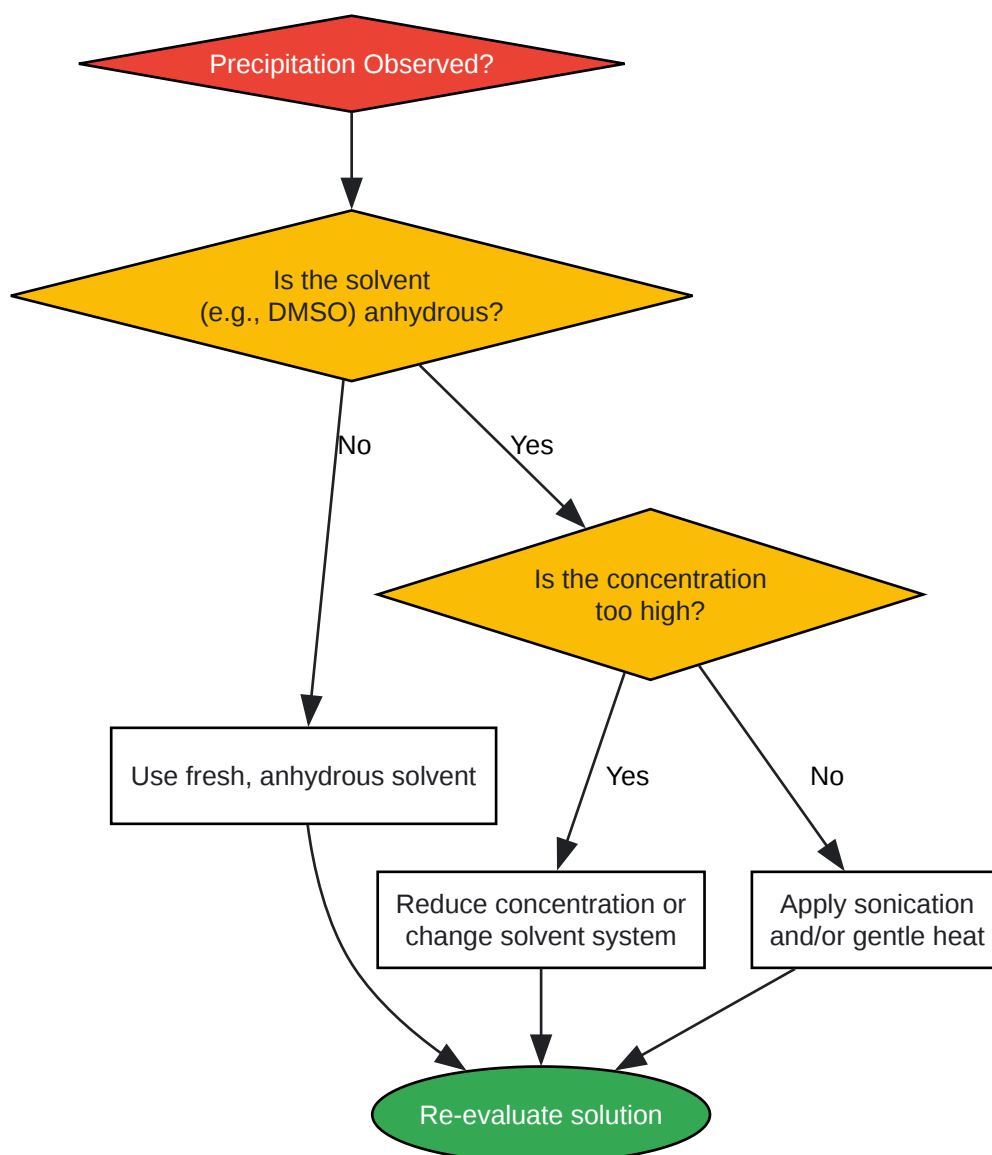 Precipitation Observed?
Is the solvent
(e.g., DMSO) anhydrous?
No
Yes
Is the concentration
too high?
Use fresh, anhydrous solvent
Yes
No
Reduce concentration or
change solvent system
Apply sonication
and/or gentle heat
Re-evaluate solution